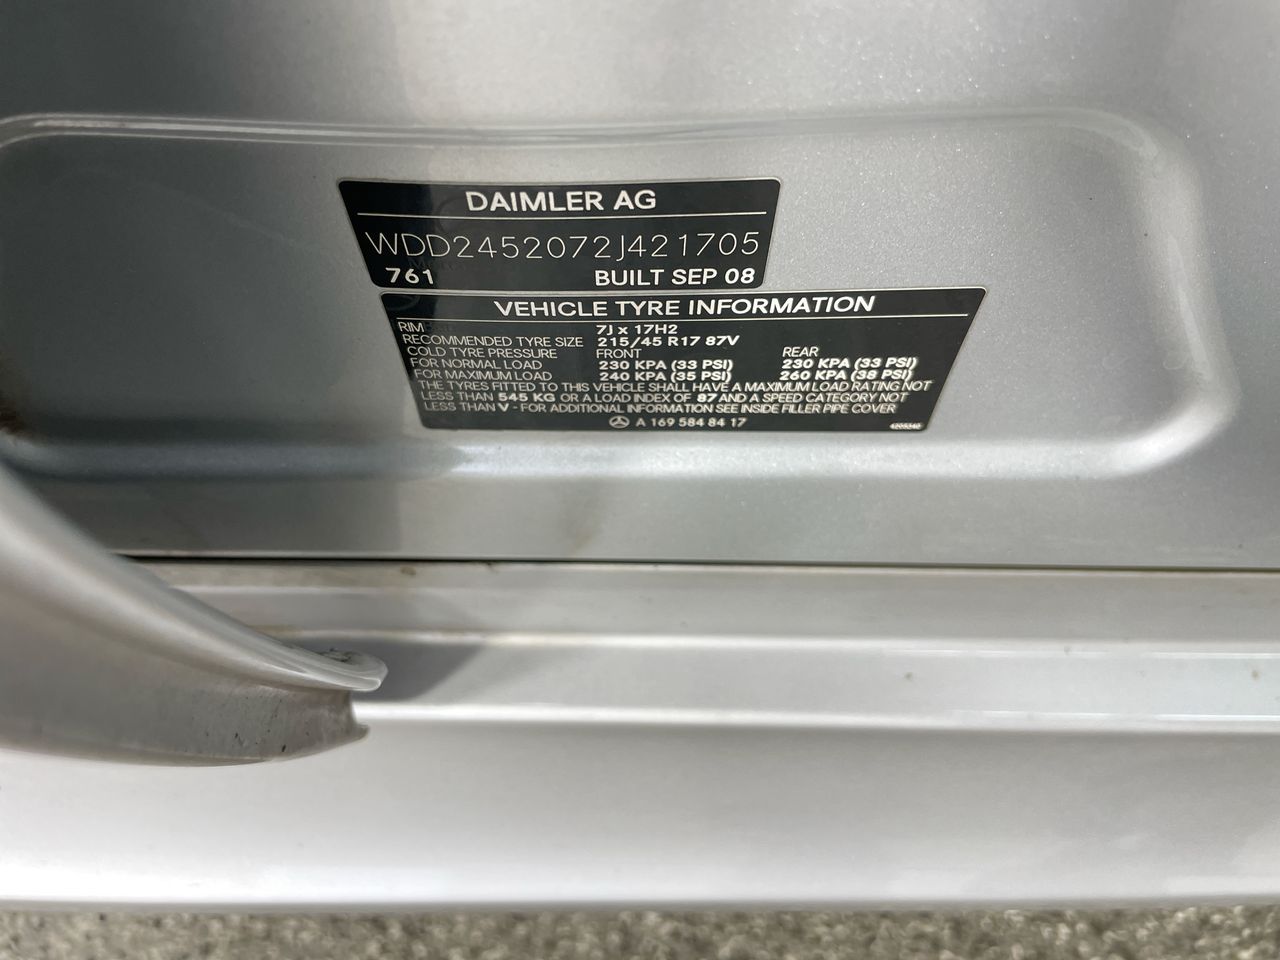 DAIMLER AG
WDD2452072J421705
761 BUILT SEP 08
VEHICLE TYRE INFORMATION
RIM 7J x 17H2
RECOMMENDED TYRE SIZE 215/45 R17 87V
COLD TYRE PRESSURE FRONT REAR
FOR NORMAL LOAD 230 KPA (33 PSI) 230 KPA (33 PSI)
FOR MAXIMUM LOAD 240 KPA (35 PSI) 260 KPA (38 PSI)
THE TYRES FITTED TO THIS VEHICLE SHALL HAVE A MAXIMUM LOAD RATING NOT
LESS THAN 545 KG OR A LOAD INDEX OF 87 AND A SPEED CATEGORY NOT
LESS THAN V - FOR ADDITIONAL INFORMATION SEE INSIDE FILLER PIPE COVER
A 169 584 84 17